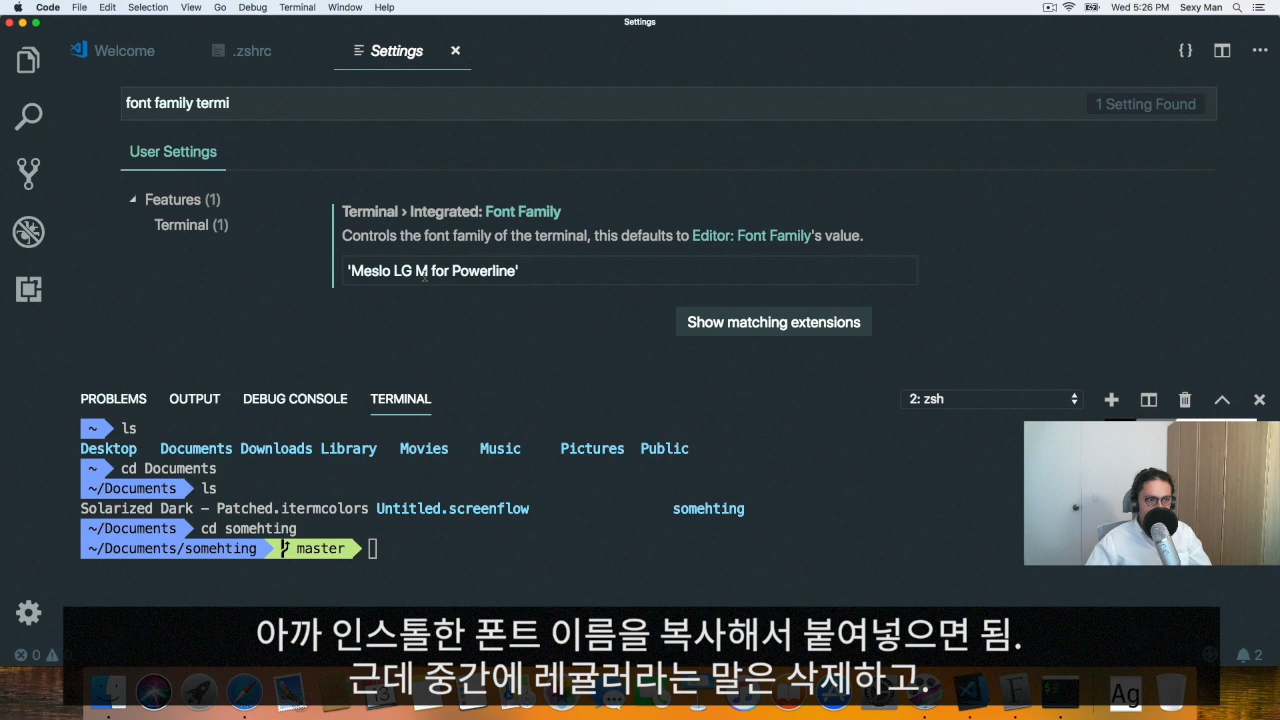 Code File Edit Selection View Go Debug Terminal Window Help Wed 5:26 PM Sexy Man
Settings
Welcome .zshrc Settings
font family termi 1 Setting Found
User Settings
Features (1)
Terminal (1)
Terminal › Integrated: Font Family
Controls the font family of the terminal, this defaults to Editor: Font Family's value.
'Meslo LG M for Powerline'
Show matching extensions
PROBLEMS OUTPUT DEBUG CONSOLE TERMINAL 2: zsh
~ ls
Desktop Documents Downloads Library Movies Music Pictures Public
~ cd Documents
~/Documents ls
Solarized Dark – Patched.itermcolors Untitled.screenflow somehting
~/Documents cd somehting
~/Documents/somehting master
아까 인스톨한 폰트 이름을 복사해서 붙여넣으면 됨.
근데 중간에 레귤러라는 말은 삭제하고.
0 2
13 Ag